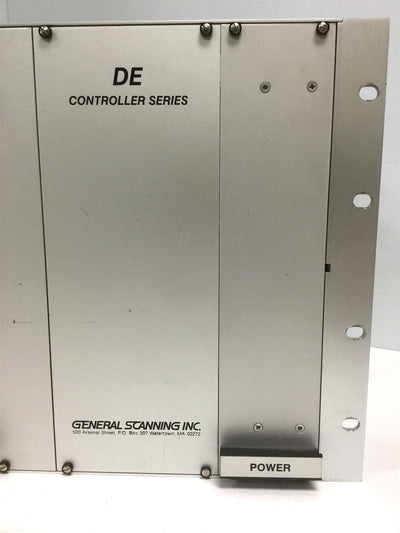 DE
CONTROLLER SERIES
GENERAL SCANNING INC.
500 Arsenal Street, P.O. Box 307, Watertown, MA 02272
POWER